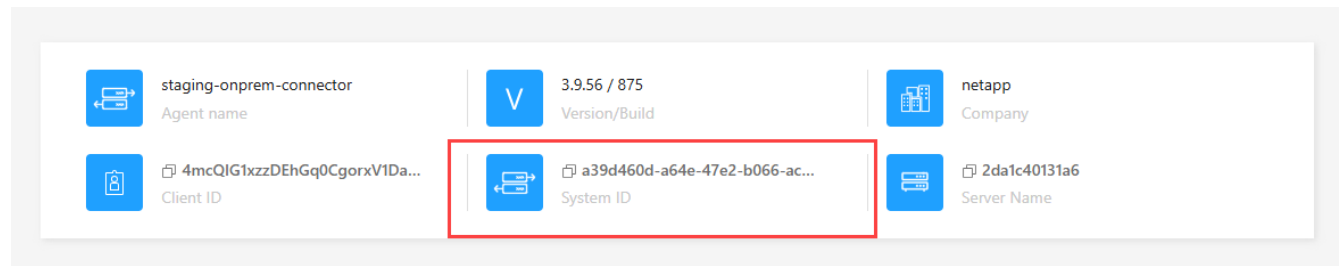 staging-onprem-connector
Agent name
V
3.9.56 / 875
Version/Build
netapp
Company
4mcQIG1xzzDEhGq0CgorxV1Da...
Client ID
a39d460d-a64e-47e2-b066-ac...
System ID
2da1c40131a6
Server Name